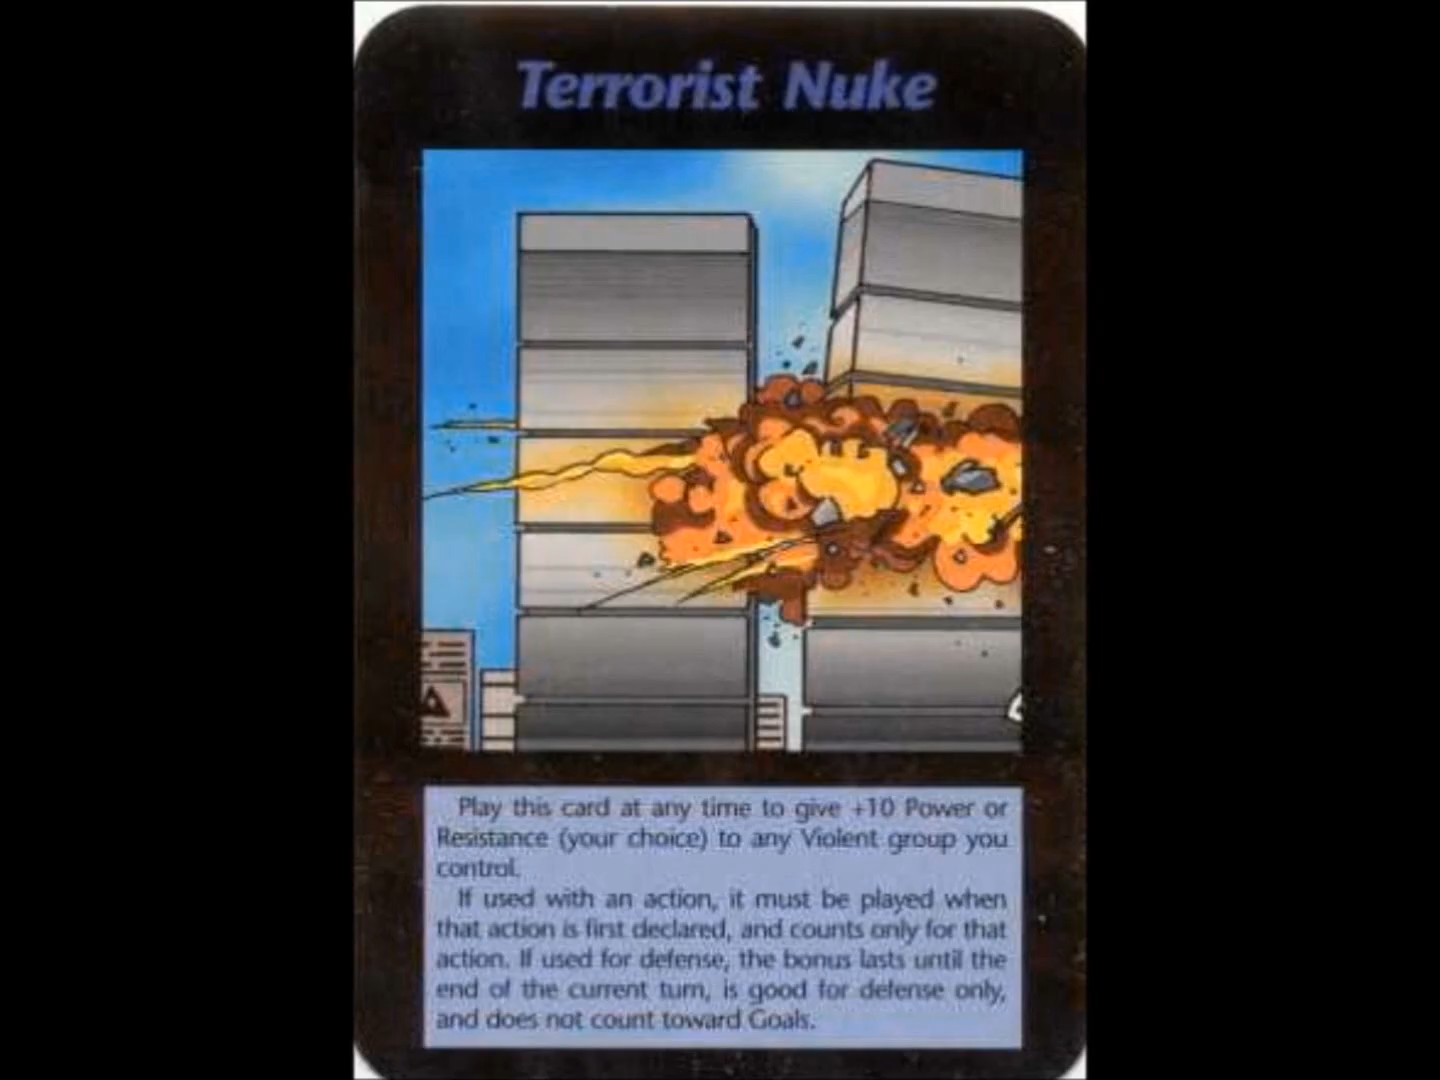 Terrorist Nuke
Play this card at any time to give +10 Power or
Resistance (your choice) to any Violent group you
control.
If used with an action, it must be played when
that action is first declared, and counts only for that
action. If used for defense, the bonus lasts until the
end of the current turn, is good for defense only,
and does not count toward Goals.